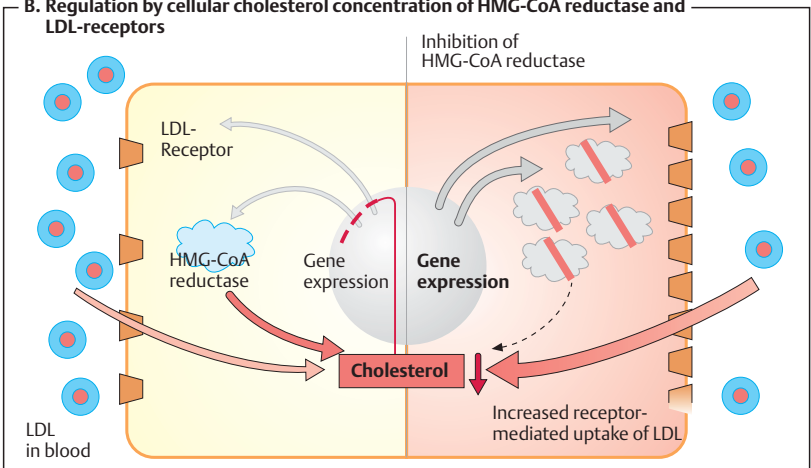 B. Regulation by cellular cholesterol concentration of HMG-CoA reductase and
LDL-receptors
Inhibition of
HMG-CoA reductase
LDL-
Receptor
HMG-CoA
reductase
Gene
expression
Gene
expression
Cholesterol
Increased receptor-
mediated uptake of LDL
LDL
in blood